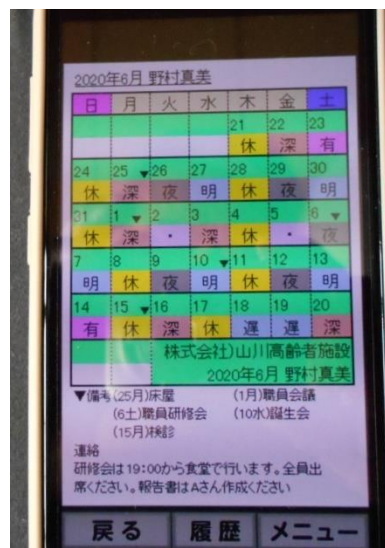 2020年6月 野村真美
日 月 火 水 木 金 土
21 22 23
休 深 有
24 25 ▼ 26 27 28 29 30
休 深 夜 明 休 夜 明
31 1 ▼ 2 3 4 5 6 ▼
休 深 ・ 深 休 ・ 夜
7 8 9 10 ▼ 11 12 13
明 休 夜 明 休 夜 明
14 15 ▼ 16 17 18 19 20
有 休 深 休 遅 遅 深
株式会社)山川高齢者施設
2020年6月 野村真美
▼備考(25月)床屋 (1月)職員会議
(6土)職員研修会 (10水)誕生会
(15月)検診
連絡
研修会は19:00から食堂で行います。全員出
席ください。報告書はAさん作成ください
戻る 履歴 メニュー